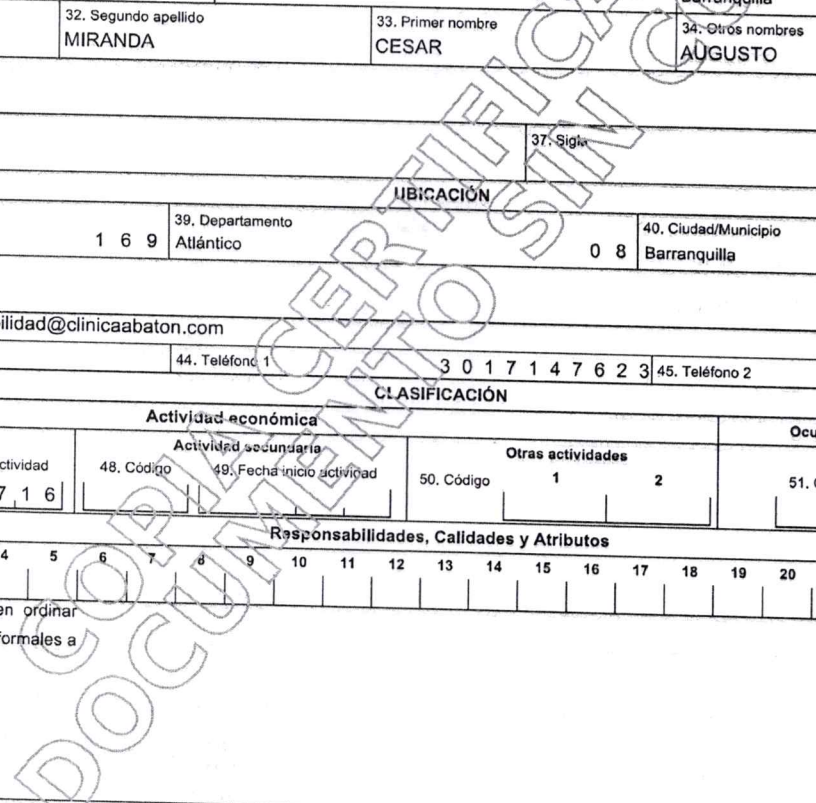 Barranquilla
32. Segundo apellido 33. Primer nombre 34. Otros nombres
MIRANDA CESAR AUGUSTO
37. Sigla
UBICACIÓN
39. Departamento 40. Ciudad/Municipio
1 6 9 Atlántico 0 8 Barranquilla
ilidad@clinicaabaton.com
44. Teléfono 1 3 0 1 7 1 4 7 6 2 3 45. Teléfono 2
CLASIFICACIÓN
Actividad económica Ocu
Actividad secundaria Otras actividades
ctividad 48. Código 49. Fecha inicio actividad 50. Código 1 2 51.
7 1 6
Responsabilidades, Calidades y Atributos
4 5 6 7 8 9 10 11 12 13 14 15 16 17 18 19 20
en ordinar
formales a
COPIA CERTIFICA
DOCUMENTO SIN CO